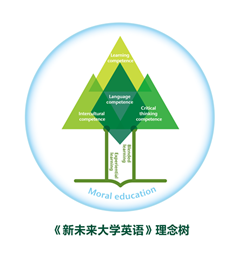 Learning
competence
Language
competence
Intercultural
competence
Critical
thinking
competence
Experiential
learning
Blended
learning
Moral education
《新未来大学英语》理念树